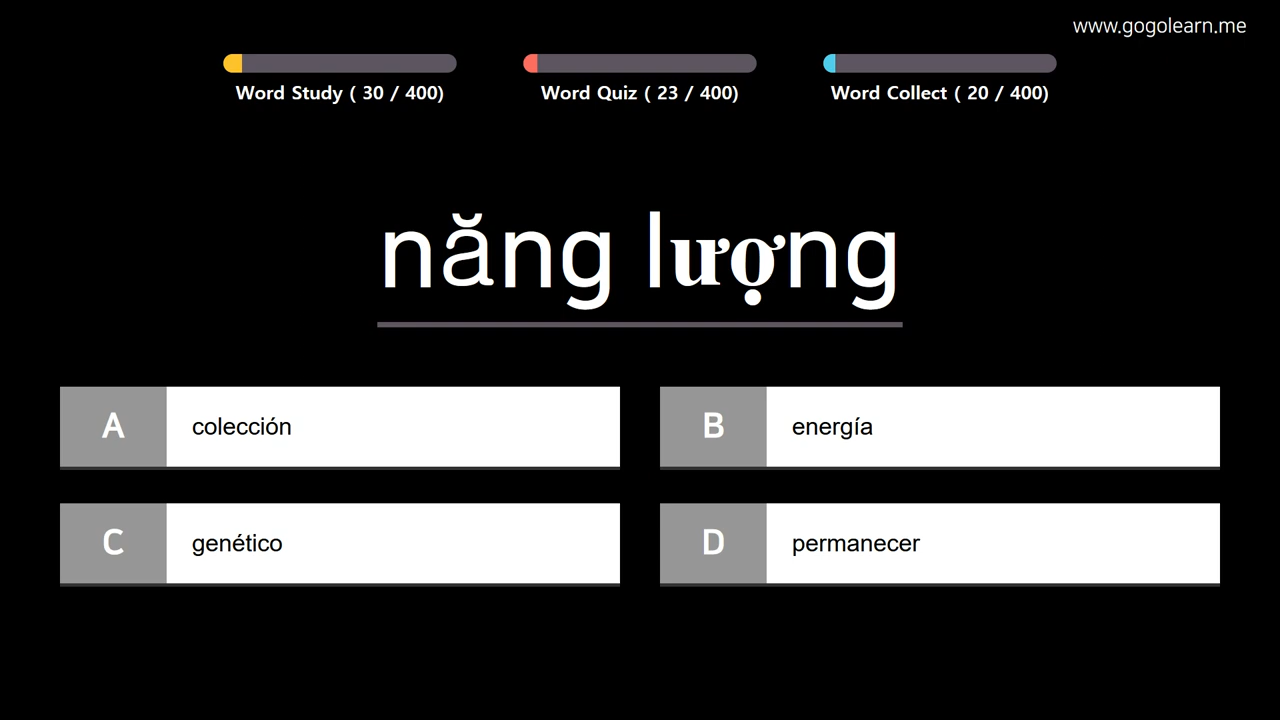 www.gogolearn.me
Word Study ( 30 / 400)
Word Quiz ( 23 / 400)
Word Collect ( 20 / 400)
năng lượng
A colección
B energía
C genético
D permanecer